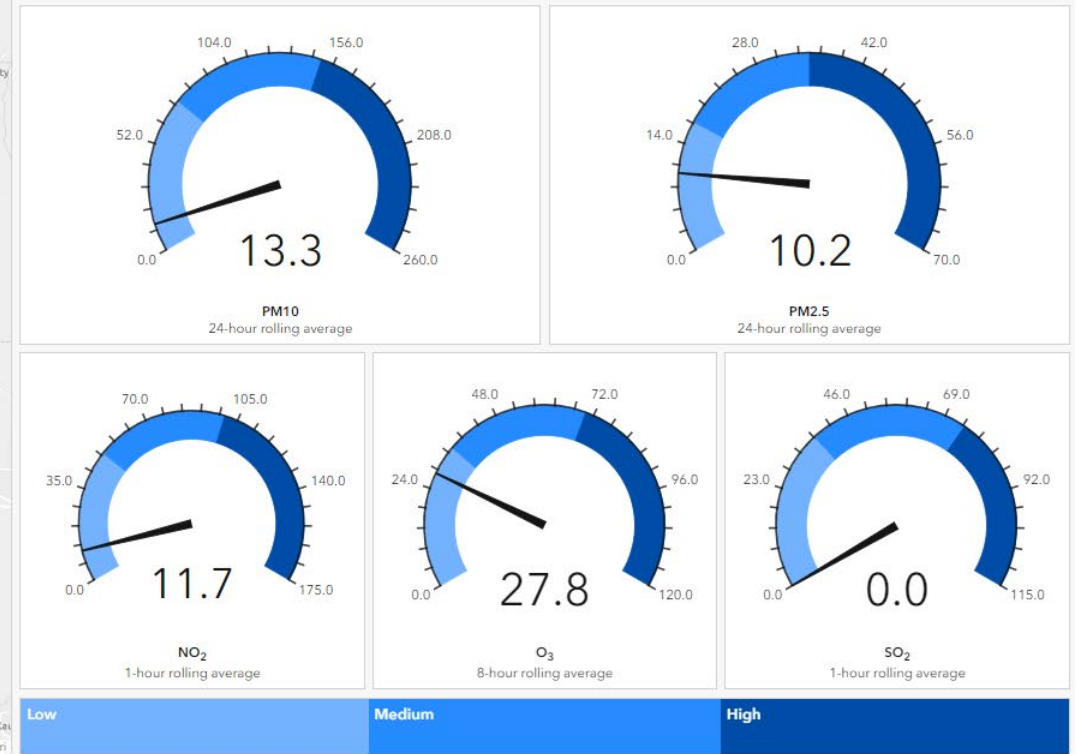 104.0 156.0
52.0 208.0
0.0 260.0
13.3
PM10
24-hour rolling average
28.0 42.0
14.0 56.0
0.0 70.0
10.2
PM2.5
24-hour rolling average
70.0 105.0
35.0 140.0
0.0 175.0
11.7
NO2
1-hour rolling average
48.0 72.0
24.0 96.0
0.0 120.0
27.8
O3
8-hour rolling average
46.0 69.0
23.0 92.0
0.0 115.0
0.0
SO2
1-hour rolling average
Low Medium High